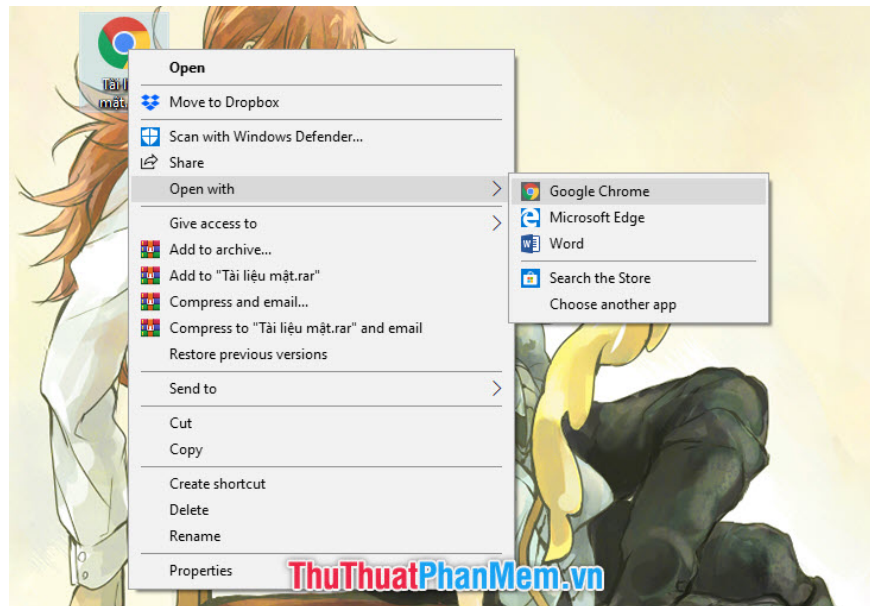 Tài l
mật.
Open
Move to Dropbox
Scan with Windows Defender...
Share
Open with
Give access to
Add to archive...
Add to "Tài liệu mật.rar"
Compress and email...
Compress to "Tài liệu mật.rar" and email
Restore previous versions
Send to
Cut
Copy
Create shortcut
Delete
Rename
Properties
Google Chrome
Microsoft Edge
Word
Search the Store
Choose another app
ThuThuatPhanMem.vn